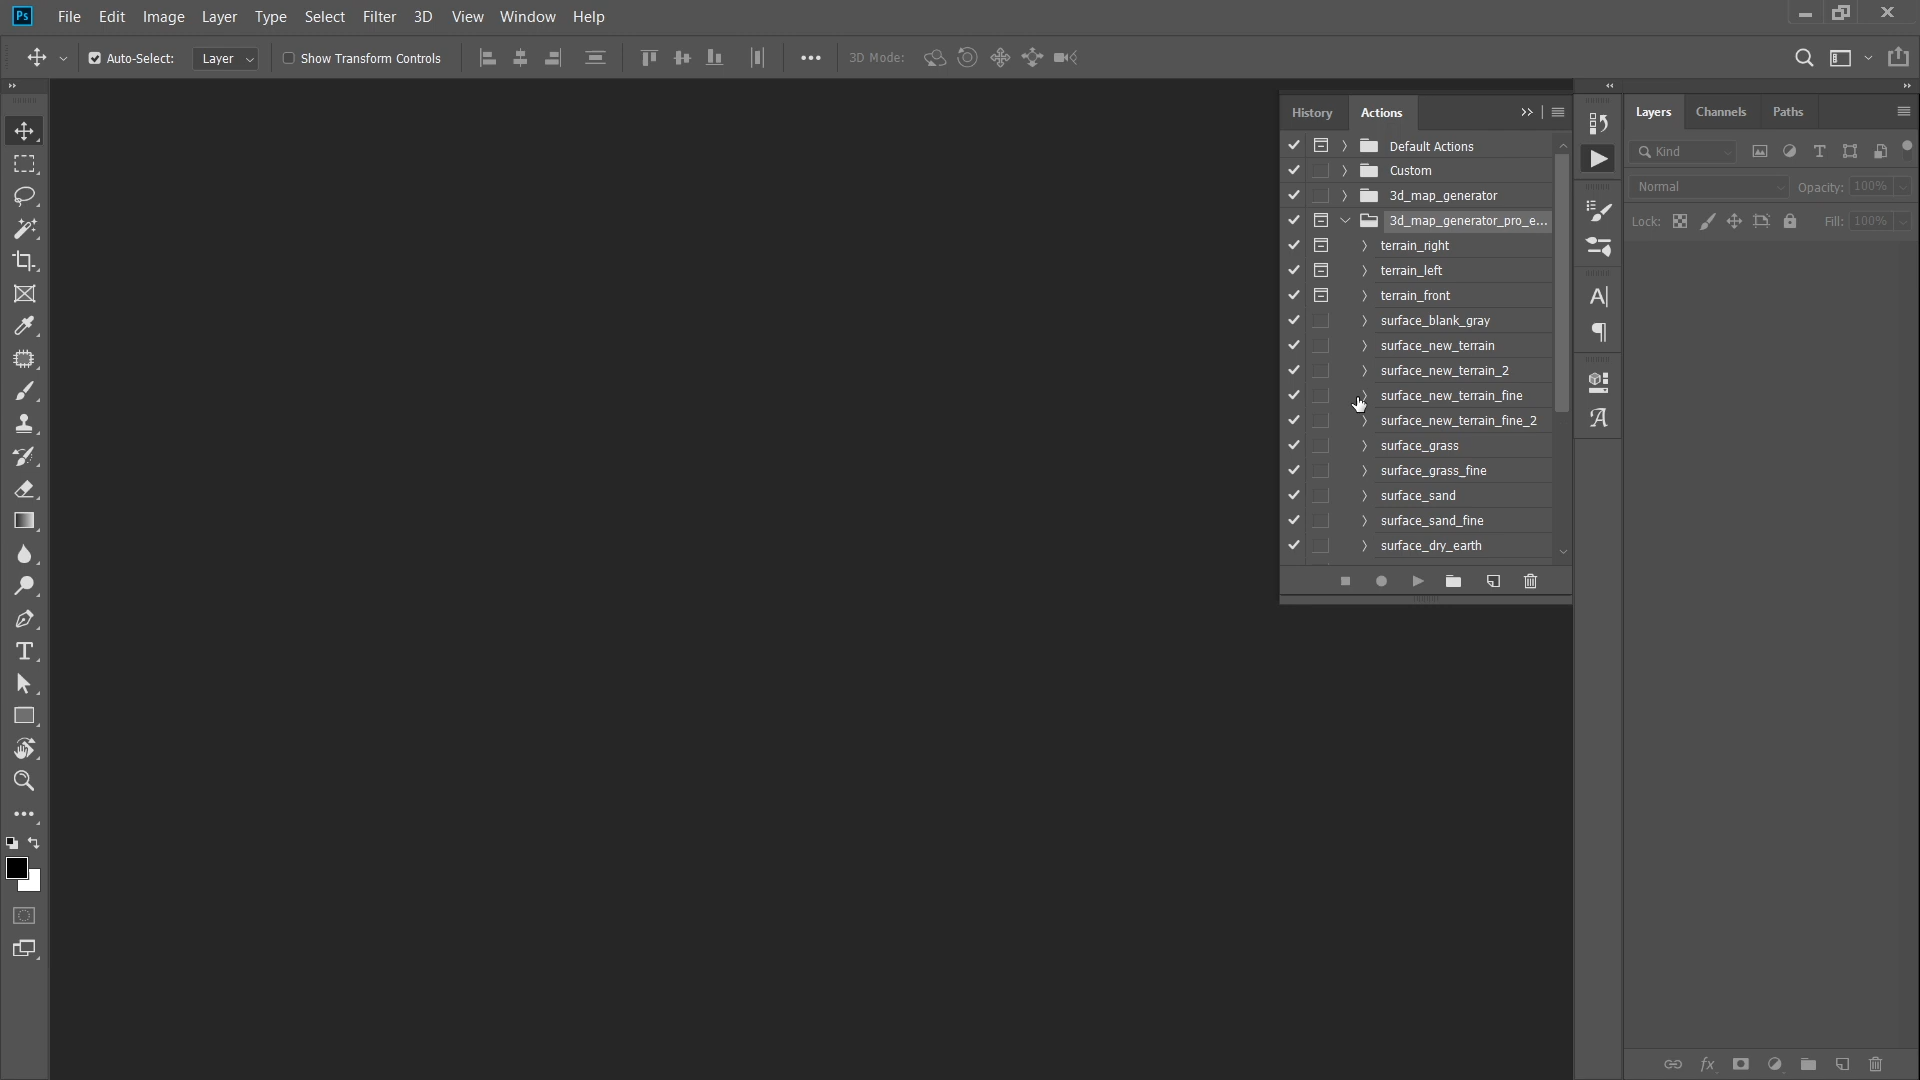 Ps File Edit Image Layer Type Select Filter 3D View Window Help
Auto-Select: Layer Show Transform Controls 3D Mode:
History Actions
Default Actions
Custom
3d_map_generator
3d_map_generator_pro_e...
terrain_right
terrain_left
terrain_front
surface_blank_gray
surface_new_terrain
surface_new_terrain_2
surface_new_terrain_fine
surface_new_terrain_fine_2
surface_grass
surface_grass_fine
surface_sand
surface_sand_fine
surface_dry_earth
Layers Channels Paths
Kind
Normal Opacity: 100%
Lock: Fill: 100%
fx